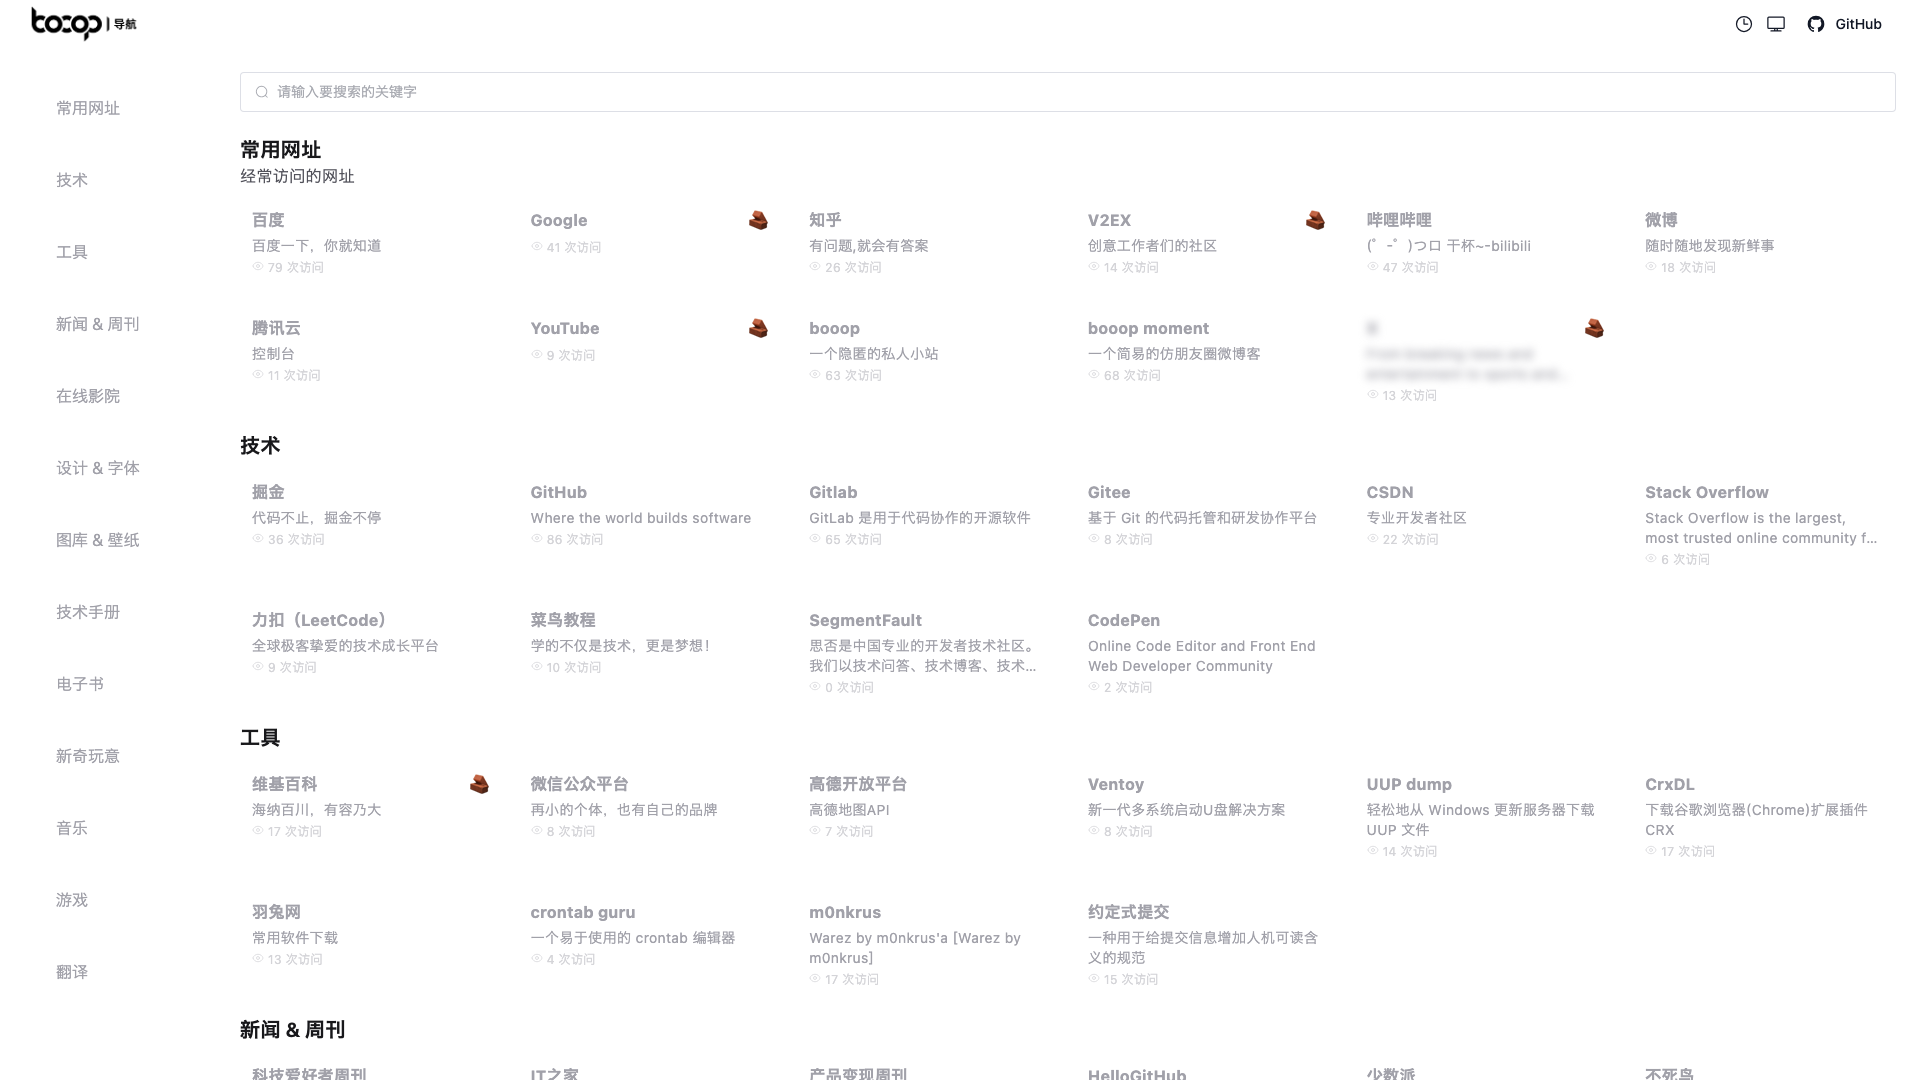 booop | 导航
GitHub
请输入要搜索的关键字
常用网址
技术
工具
新闻 & 周刊
在线影院
设计 & 字体
图库 & 壁纸
技术手册
电子书
新奇玩意
音乐
游戏
翻译
常用网址
经常访问的网址
百度
百度一下，你就知道
79 次访问
Google
41 次访问
知乎
有问题,就会有答案
26 次访问
V2EX
创意工作者们的社区
14 次访问
哔哩哔哩
(゜-゜)つロ 干杯~-bilibili
47 次访问
微博
随时随地发现新鲜事
18 次访问
腾讯云
控制台
11 次访问
YouTube
9 次访问
booop
一个隐匿的私人小站
63 次访问
booop moment
一个简易的仿朋友圈微博客
68 次访问
13 次访问
技术
掘金
代码不止，掘金不停
36 次访问
GitHub
Where the world builds software
86 次访问
Gitlab
GitLab 是用于代码协作的开源软件
65 次访问
Gitee
基于 Git 的代码托管和研发协作平台
8 次访问
CSDN
专业开发者社区
22 次访问
Stack Overflow
Stack Overflow is the largest,
most trusted online community f...
6 次访问
力扣（LeetCode）
全球极客挚爱的技术成长平台
9 次访问
菜鸟教程
学的不仅是技术，更是梦想！
10 次访问
SegmentFault
思否是中国专业的开发者技术社区。
我们以技术问答、技术博客、技术...
0 次访问
CodePen
Online Code Editor and Front End
Web Developer Community
2 次访问
工具
维基百科
海纳百川，有容乃大
17 次访问
微信公众平台
再小的个体，也有自己的品牌
8 次访问
高德开放平台
高德地图API
7 次访问
Ventoy
新一代多系统启动U盘解决方案
8 次访问
UUP dump
轻松地从 Windows 更新服务器下载
UUP 文件
14 次访问
CrxDL
下载谷歌浏览器(Chrome)扩展插件
CRX
17 次访问
羽兔网
常用软件下载
13 次访问
crontab guru
一个易于使用的 crontab 编辑器
4 次访问
m0nkrus
Warez by m0nkrus'a [Warez by
m0nkrus]
17 次访问
约定式提交
一种用于给提交信息增加人机可读含
义的规范
15 次访问
新闻 & 周刊
科技爱好者周刊
IT之家
产品变现周刊
HelloGitHub
少数派
不死鸟